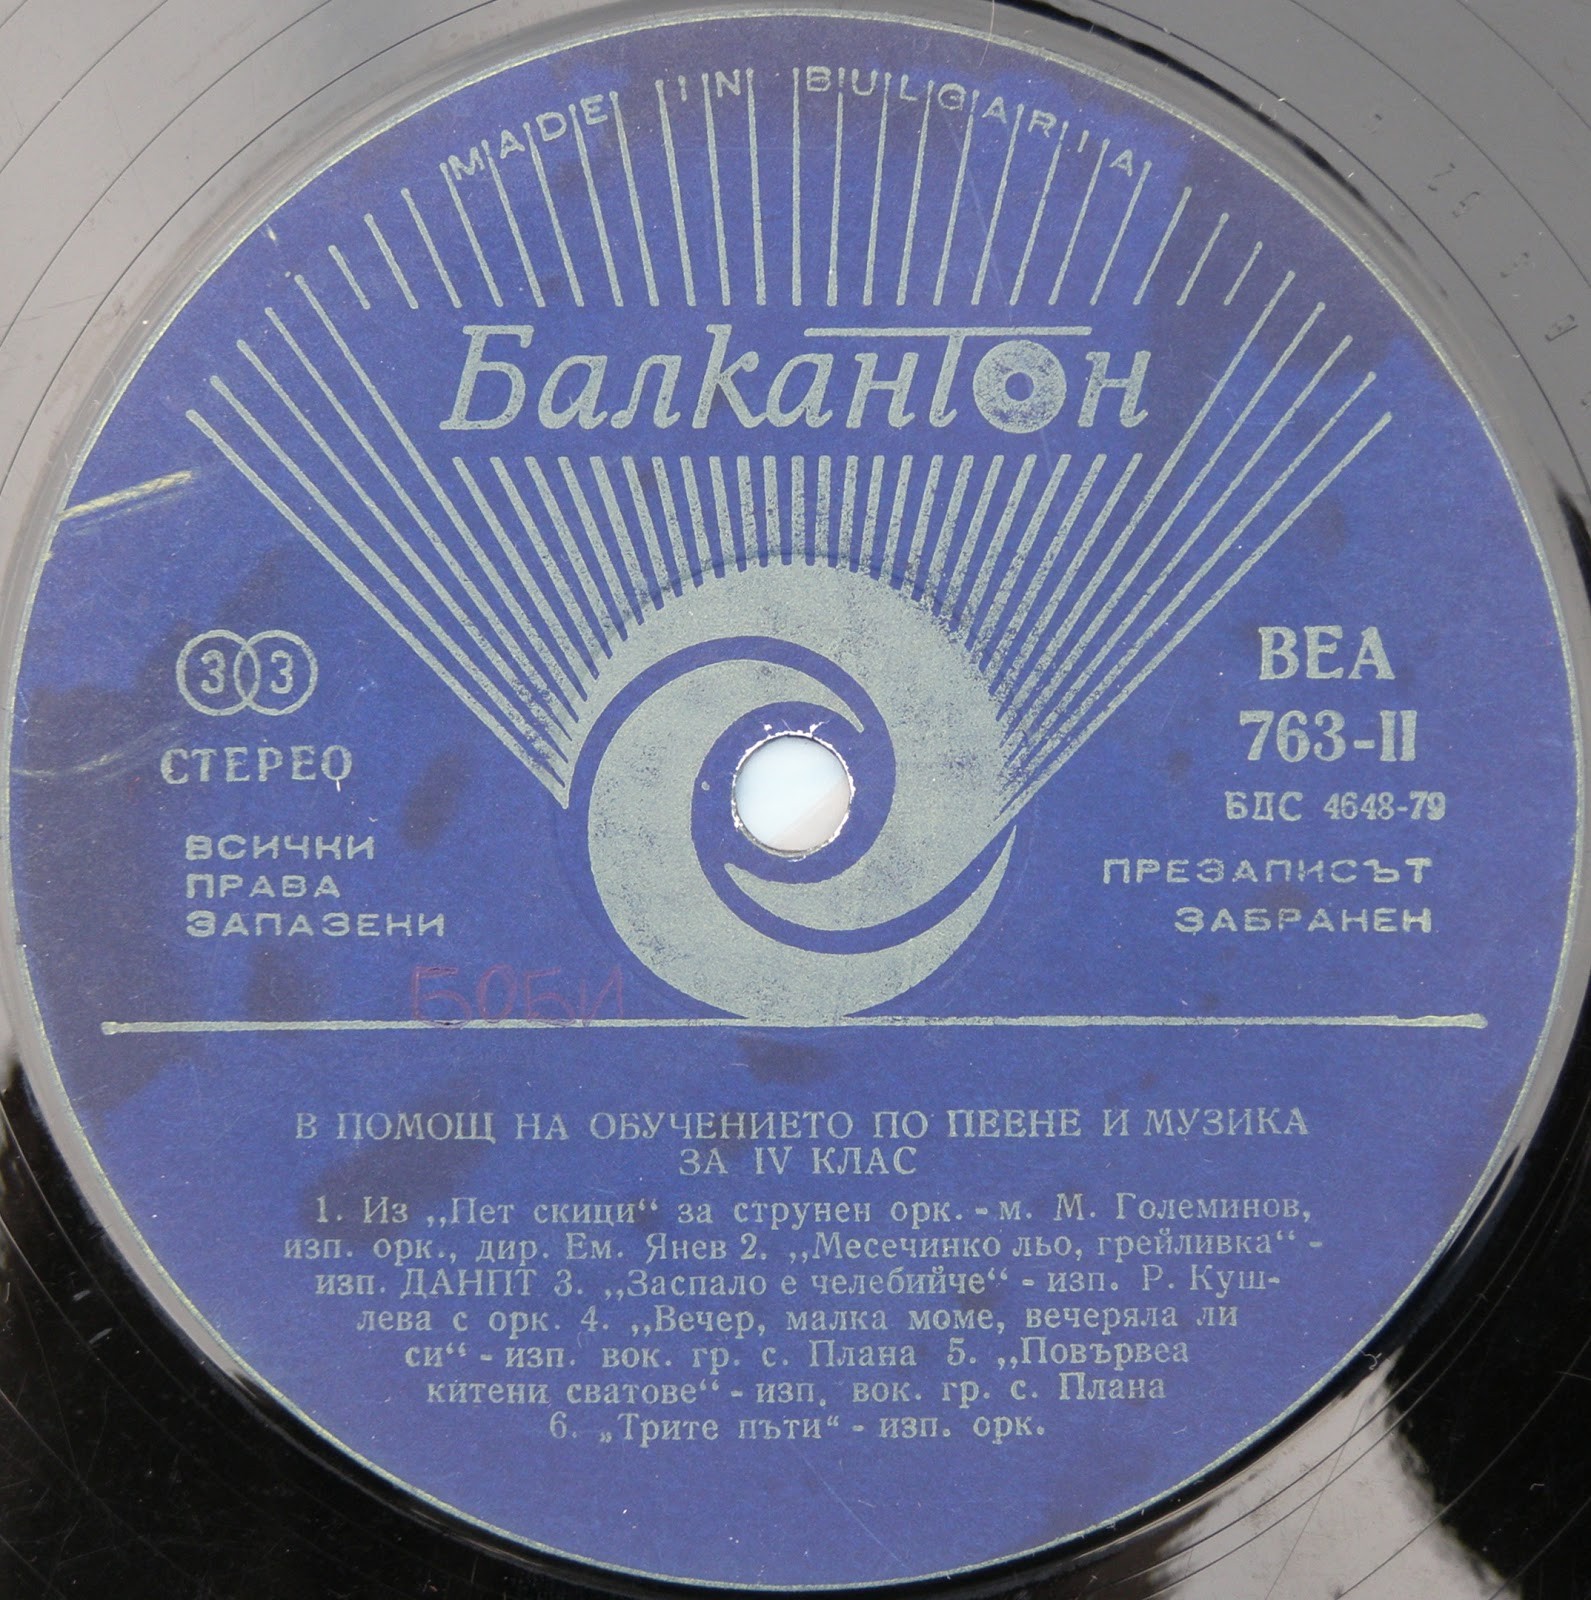 MADE IN BULGARIA
Балкантон
33
СТЕРЕО
ВСИЧКИ
ПРАВА
ЗАПАЗЕНИ
ВЕА
763-II
БДС 4648-79
ПРЕЗАПИСЪТ
ЗАБРАНЕН
БОБИ
В ПОМОЩ НА ОБУЧЕНИЕТО ПО ПЕЕНЕ И МУЗИКА
ЗА IV КЛАС
1. Из „Пет скици“ за струнен орк. - м. М. Големинов,
изп. орк., дир. Ем. Янев 2. „Месечинко льо, грейливка“ -
изп. ДАНПТ 3. „Заспало е челебийче“ - изп. Р. Куш-
лева с орк. 4. „Вечер, малка моме, вечеряла ли
си“ - изп. вок. гр. с. Плана 5. „Повървеа
китени сватове“ - изп. вок. гр. с. Плана
6. „Трите пъти“ - изп. орк.